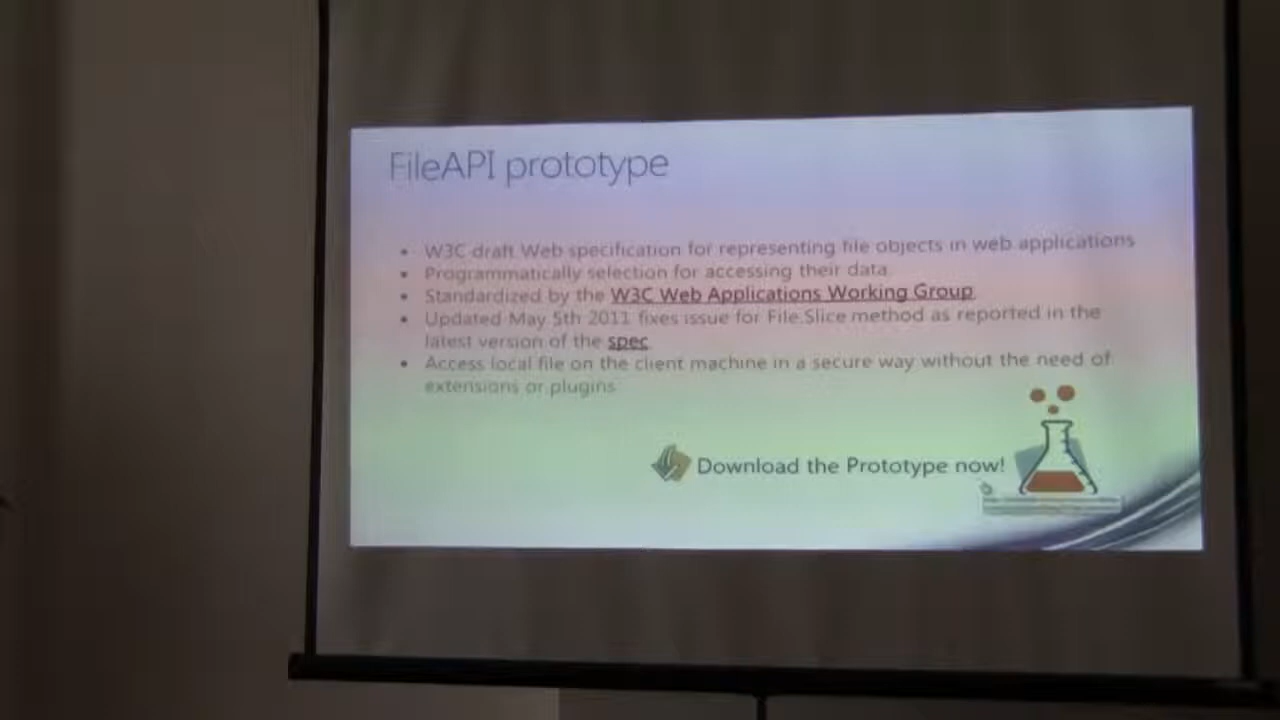 FileAPI prototype
• W3C draft Web specification for representing file objects in web applications
• Programmatically selection for accessing their data
• Standardized by the W3C Web Applications Working Group
• Updated May 5th 2011 fixes issue for File.Slice method as reported in the
latest version of the spec
• Access local file on the client machine in a secure way without the need of
extensions or plugins
Download the Prototype now!